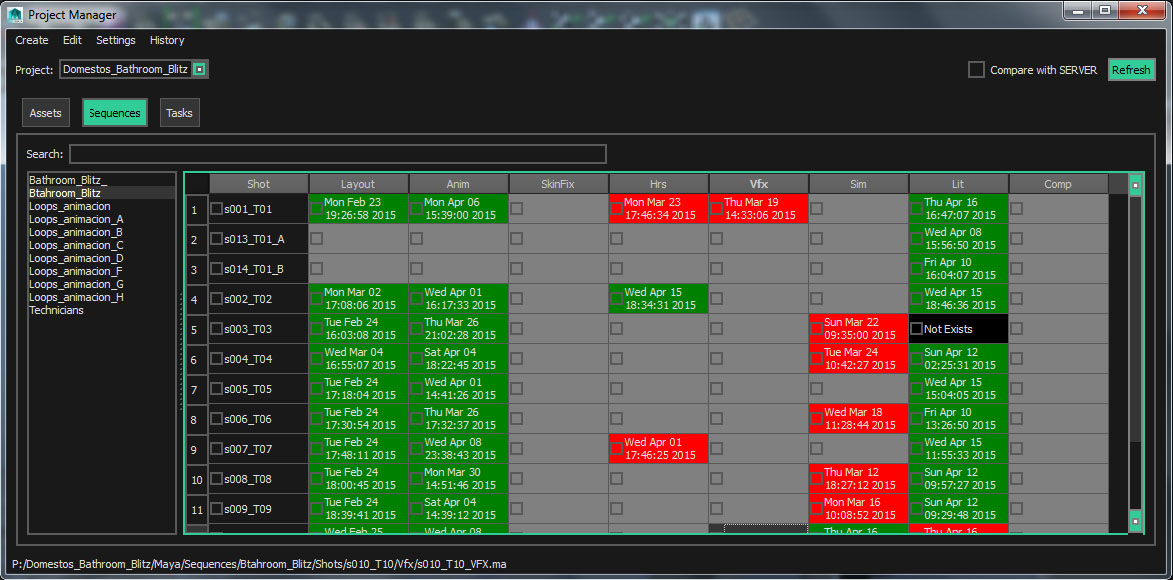 Project Manager
Create Edit Settings History
Project: Domestos_Bathroom_Blitz Compare with SERVER Refresh
Assets Sequences Tasks
Search:
Bathroom_Blitz_
Btahroom_Blitz
Loops_animacion
Loops_animacion_A
Loops_animacion_B
Loops_animacion_C
Loops_animacion_D
Loops_animacion_F
Loops_animacion_G
Loops_animacion_H
Technicians
Shot Layout Anim SkinFix Hrs Vfx Sim Lit Comp
1 s001_T01 Mon Feb 23 Mon Apr 06 Mon Mar 23 Thu Mar 19 Thu Apr 16
19:26:58 2015 15:39:00 2015 17:46:34 2015 14:33:06 2015 16:47:07 2015
2 s013_T01_A Wed Apr 08
15:56:50 2015
3 s014_T01_B Fri Apr 10
16:04:07 2015
4 s002_T02 Mon Mar 02 Wed Apr 01 Wed Apr 15 Wed Apr 15
17:08:06 2015 16:17:33 2015 18:34:31 2015 18:46:36 2015
5 s003_T03 Tue Feb 24 Thu Mar 26 Sun Mar 22 Not Exists
16:03:08 2015 21:02:28 2015 09:35:00 2015
6 s004_T04 Wed Mar 04 Sat Apr 04 Tue Mar 24 Sun Apr 12
16:55:07 2015 18:22:45 2015 10:42:27 2015 02:25:31 2015
7 s005_T05 Tue Feb 24 Wed Apr 01 Wed Apr 15
17:18:04 2015 14:41:26 2015 15:04:05 2015
8 s006_T06 Tue Feb 24 Thu Mar 26 Wed Mar 18 Fri Apr 10
17:30:54 2015 17:32:37 2015 11:28:44 2015 13:26:50 2015
9 s007_T07 Tue Feb 24 Wed Apr 08 Wed Apr 01 Wed Apr 15
17:48:11 2015 23:38:43 2015 17:46:25 2015 11:55:33 2015
10 s008_T08 Tue Feb 24 Mon Mar 30 Thu Mar 12 Sun Apr 12
18:00:45 2015 14:51:46 2015 18:27:12 2015 09:57:27 2015
11 s009_T09 Tue Feb 24 Sat Apr 04 Mon Mar 16 Sun Apr 12
18:39:41 2015 14:39:12 2015 10:08:52 2015 09:29:48 2015
Wed Feb 25 Wed Apr 08 Thu Apr 16 Thu Apr 16
P:/Domestos_Bathroom_Blitz/Maya/Sequences/Btahroom_Blitz/Shots/s010_T10/Vfx/s010_T10_VFX.ma